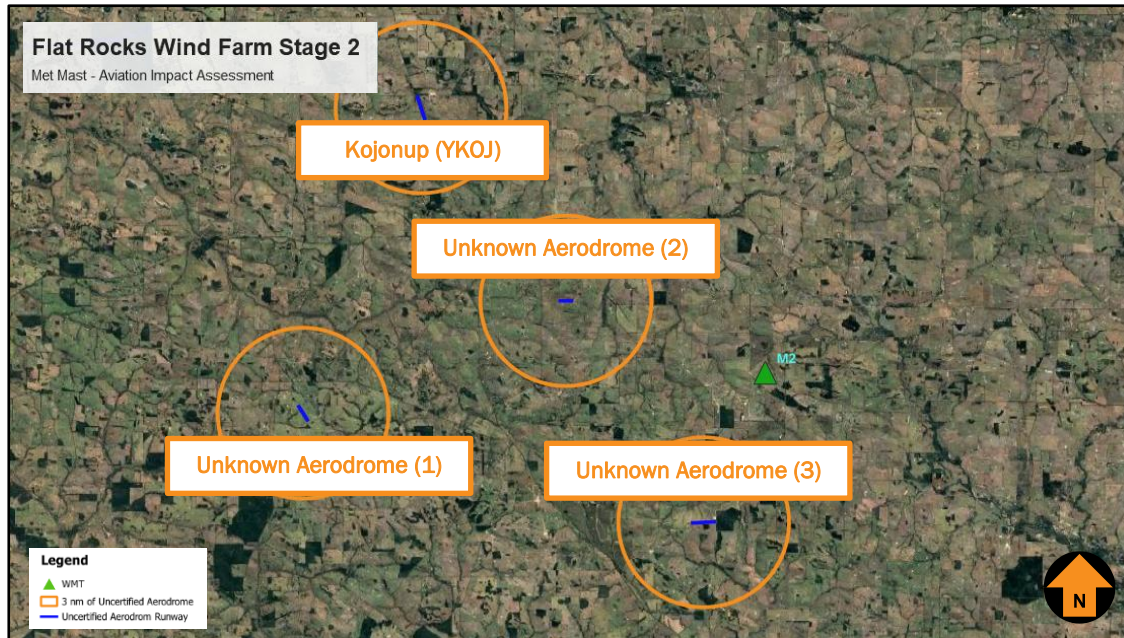 Flat Rocks Wind Farm Stage 2
Met Mast - Aviation Impact Assessment
Kojonup (YKOJ)
Unknown Aerodrome (2)
M2
Unknown Aerodrome (1)
Unknown Aerodrome (3)
Legend
WMT
3 nm of Uncertified Aerodrome
Uncertified Aerodrom Runway
N